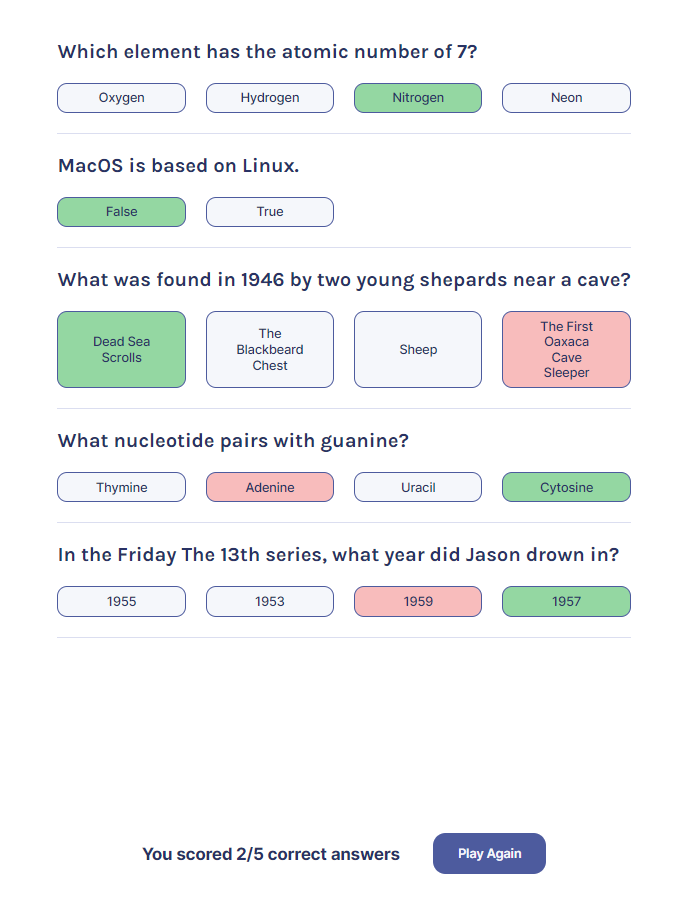 Which element has the atomic number of 7?
Oxygen Hydrogen Nitrogen Neon
MacOS is based on Linux.
False True
What was found in 1946 by two young shepards near a cave?
Dead Sea
Scrolls
The
Blackbeard
Chest
Sheep
The First
Oaxaca
Cave
Sleeper
What nucleotide pairs with guanine?
Thymine Adenine Uracil Cytosine
In the Friday The 13th series, what year did Jason drown in?
1955 1953 1959 1957
You scored 2/5 correct answers Play Again